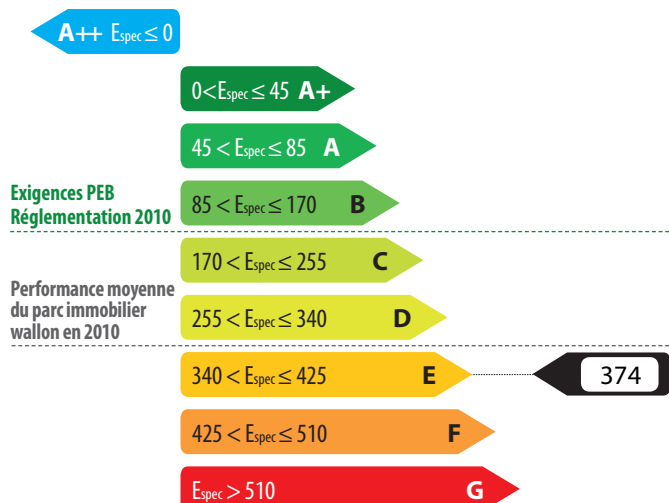 A++ Espec ≤ 0
0<Espec ≤ 45 A+
45 < Espec ≤ 85 A
Exigences PEB
Réglementation 2010
85 < Espec ≤ 170 B
170 < Espec ≤ 255 C
Performance moyenne
du parc immobilier
wallon en 2010
255 < Espec ≤ 340 D
340 < Espec ≤ 425 E
374
425 < Espec ≤ 510 F
Espec > 510 G